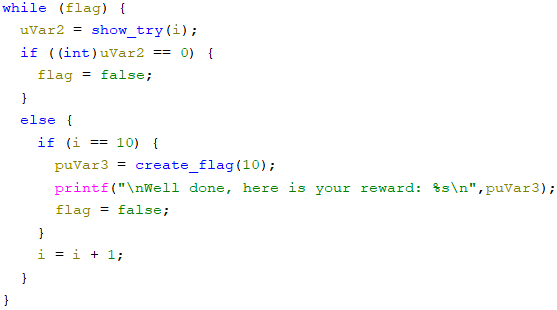 while (flag) {
uVar2 = show_try(i);
if ((int)uVar2 == 0) {
flag = false;
}
else {
if (i == 10) {
puVar3 = create_flag(10);
printf("\nWell done, here is your reward: %s\n",puVar3);
flag = false;
}
i = i + 1;
}
}